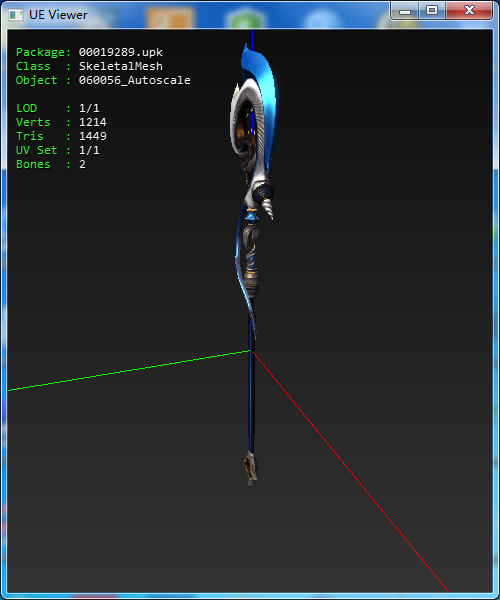 UE Viewer
Package: 00019289.upk
Class : SkeletalMesh
Object : 060056_Autoscale
LOD : 1/1
Verts : 1214
Tris : 1449
UV Set : 1/1
Bones : 2